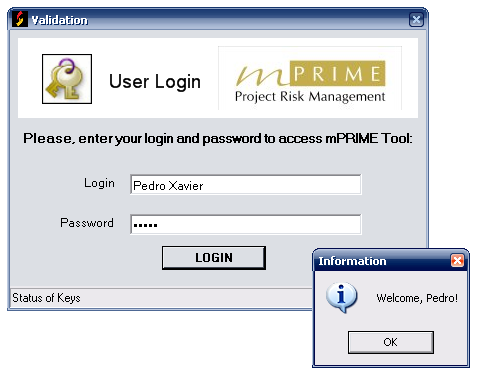 Validation
User Login
mPRIME
Project Risk Management
Please, enter your login and password to access mPRIME Tool:
Login
Pedro Xavier
Password
•••••
LOGIN
Status of Keys
Information
Welcome, Pedro!
OK